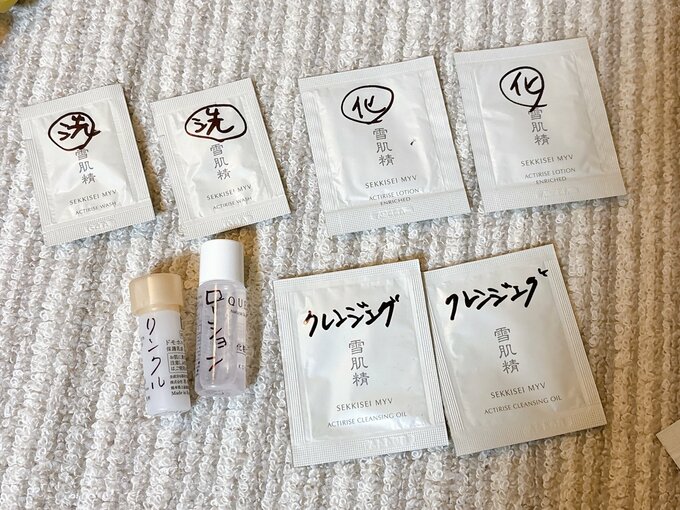 洗
雪肌精
SEKKISEI MYV
ACTIRISE WASH
洗
雪肌精
SEKKISEI MYV
ACTIRISE WASH
化
雪肌精
SEKKISEI MYV
ACTIRISE LOTION
ENRICHED
化
雪肌精
SEKKISEI MYV
ACTIRISE LOTION
ENRICHED
リンクル
ローション
QU
クレンジング
雪肌精
SEKKISEI MYV
ACTIRISE CLEANSING OIL
クレンジング
雪肌精
SEKKISEI MYV
ACTIRISE CLEANSING OIL